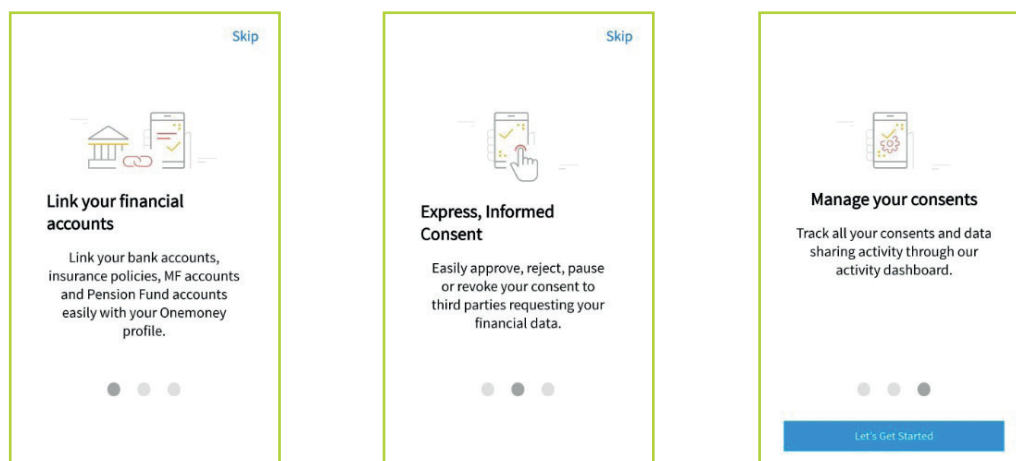 Skip
Link your financial
accounts
Link your bank accounts,
insurance policies, MF accounts
and Pension Fund accounts
easily with your Onemoney
profile.
Skip
Express, Informed
Consent
Easily approve, reject, pause
or revoke your consent to
third parties requesting your
financial data.
Manage your consents
Track all your consents and data
sharing activity through our
activity dashboard.
Let's Get Started